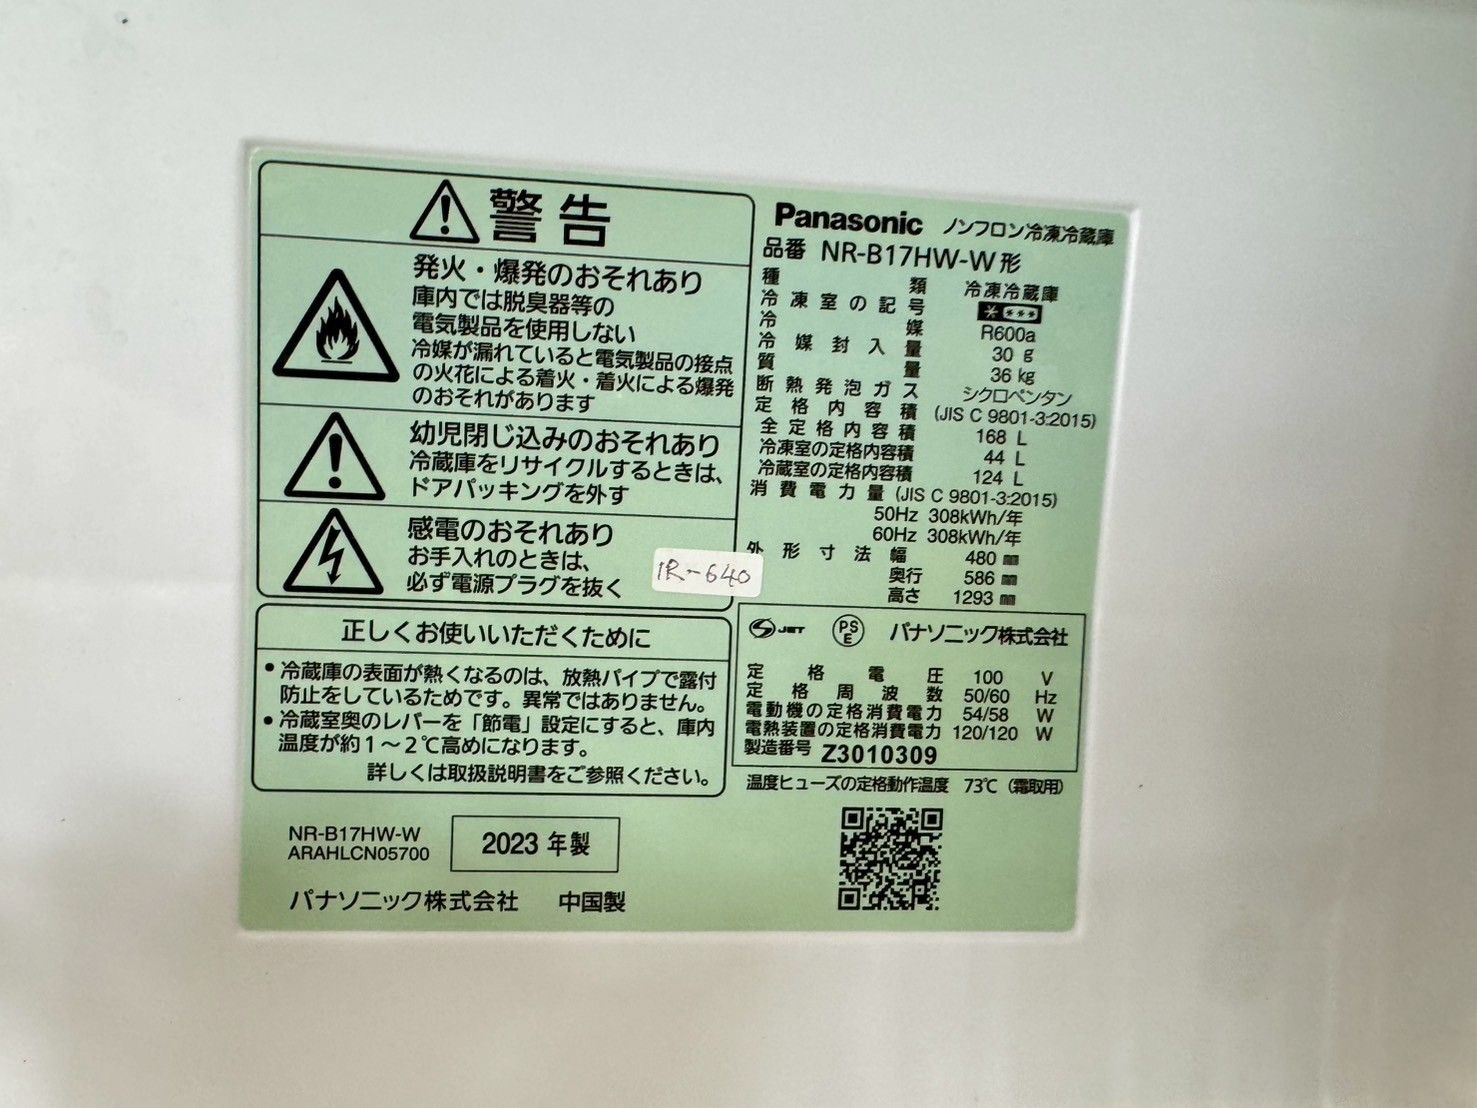 警告
発火・爆発のおそれあり
庫内では脱臭器等の
電気製品を使用しない
冷媒が漏れていると電気製品の接点
の火花による着火・着火による爆発
のおそれがあります
幼児閉じ込みのおそれあり
冷蔵庫をリサイクルするときは、
ドアパッキングを外す
感電のおそれあり
お手入れのときは、
必ず電源プラグを抜く
1R-640
正しくお使いいただくために
●冷蔵庫の表面が熱くなるのは、放熱パイプで露付
防止をしているためです。異常ではありません。
●冷蔵室奥のレバーを「節電」設定にすると、庫内
温度が約1～2℃高めになります。
詳しくは取扱説明書をご参照ください。
NR-B17HW-W
ARAHLCN05700
2023年製
パナソニック株式会社 中国製
Panasonic ノンフロン冷凍冷蔵庫
品番 NR-B17HW-W形
種類 冷凍冷蔵庫
冷凍室の記号 * ***
冷媒 R600a
冷媒封入量 30 g
質量 36 kg
断熱発泡ガス シクロペンタン
定格内容積 (JIS C 9801-3:2015)
全定格内容積 168 L
冷凍室の定格内容積 44 L
冷蔵室の定格内容積 124 L
消費電力量 (JIS C 9801-3:2015)
50Hz 308kWh/年
60Hz 308kWh/年
外形寸法 幅 480 ㎜
奥行 586 ㎜
高さ 1293 ㎜
JET PSE パナソニック株式会社
定格電圧 100 V
定格周波数 50/60 Hz
電動機の定格消費電力 54/58 W
電熱装置の定格消費電力 120/120 W
製造番号 Z3010309
温度ヒューズの定格動作温度 73℃（霜取用）